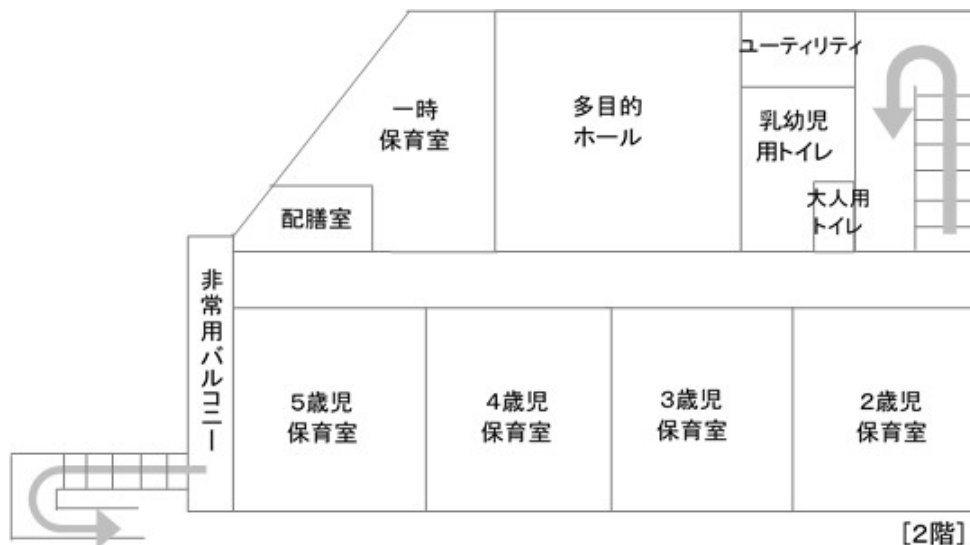 ユーティリティ
一時
保育室
多目的
ホール
乳幼児
用トイレ
大人用
トイレ
配膳室
非常用バルコニー
5歳児
保育室
4歳児
保育室
3歳児
保育室
2歳児
保育室
[2階]